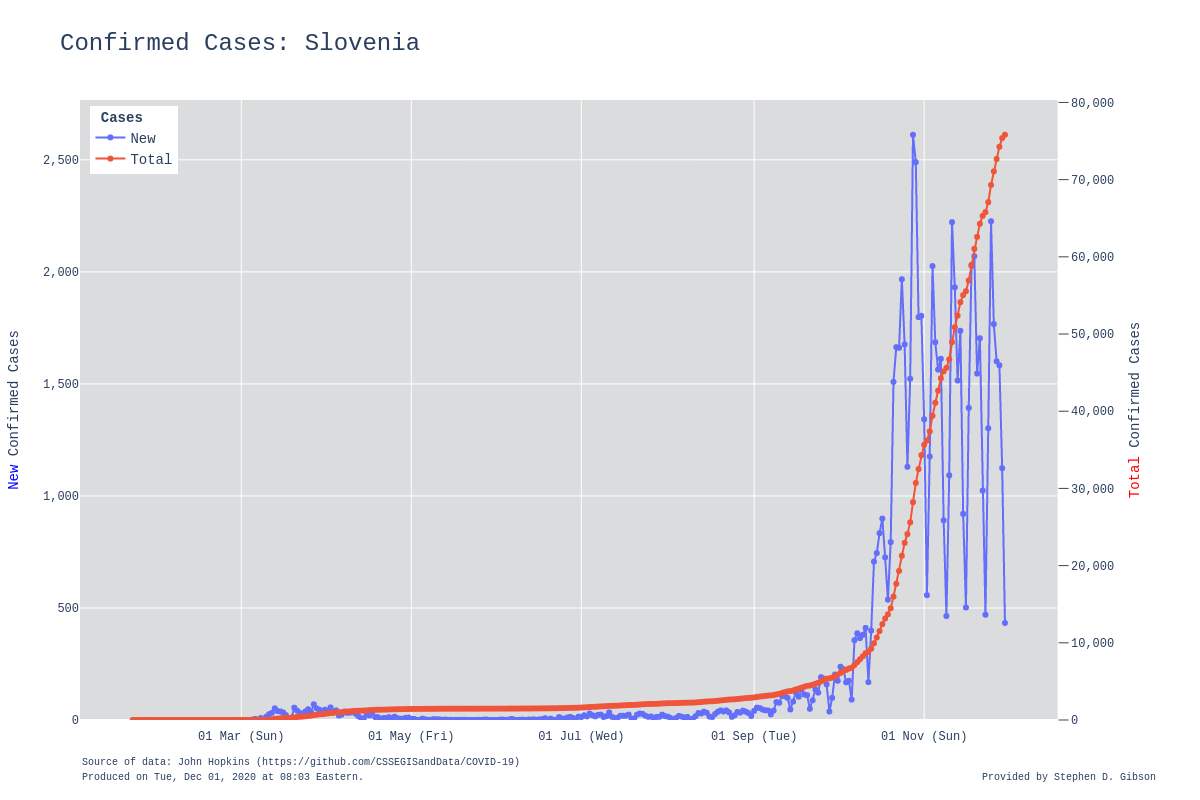 Confirmed Cases: Slovenia
Cases
New
Total
2,500
2,000
1,500
1,000
500
0
New Confirmed Cases
80,000
70,000
60,000
50,000
40,000
30,000
20,000
10,000
0
Total Confirmed Cases
01 Mar (Sun)
01 May (Fri)
01 Jul (Wed)
01 Sep (Tue)
01 Nov (Sun)
Source of data: John Hopkins (https://github.com/CSSEGISandData/COVID-19)
Produced on Tue, Dec 01, 2020 at 08:03 Eastern.
Provided by Stephen D. Gibson